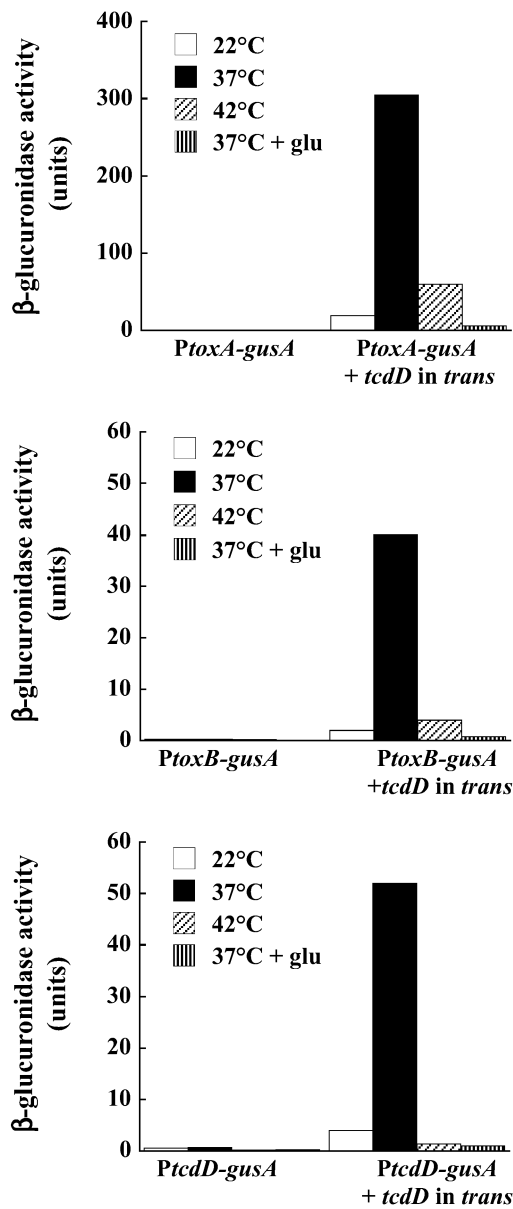 400
300
200
100
0
β-glucuronidase activity
(units)
22°C
37°C
42°C
37°C + glu
PtoxA-gusA
PtoxA-gusA
+ tcdD in trans
60
50
40
30
20
10
0
β-glucuronidase activity
(units)
22°C
37°C
42°C
37°C + glu
PtoxB-gusA
PtoxB-gusA
+tcdD in trans
60
50
40
30
20
10
0
β-glucuronidase activity
(units)
22°C
37°C
42°C
37°C + glu
PtcdD-gusA
PtcdD-gusA
+ tcdD in trans